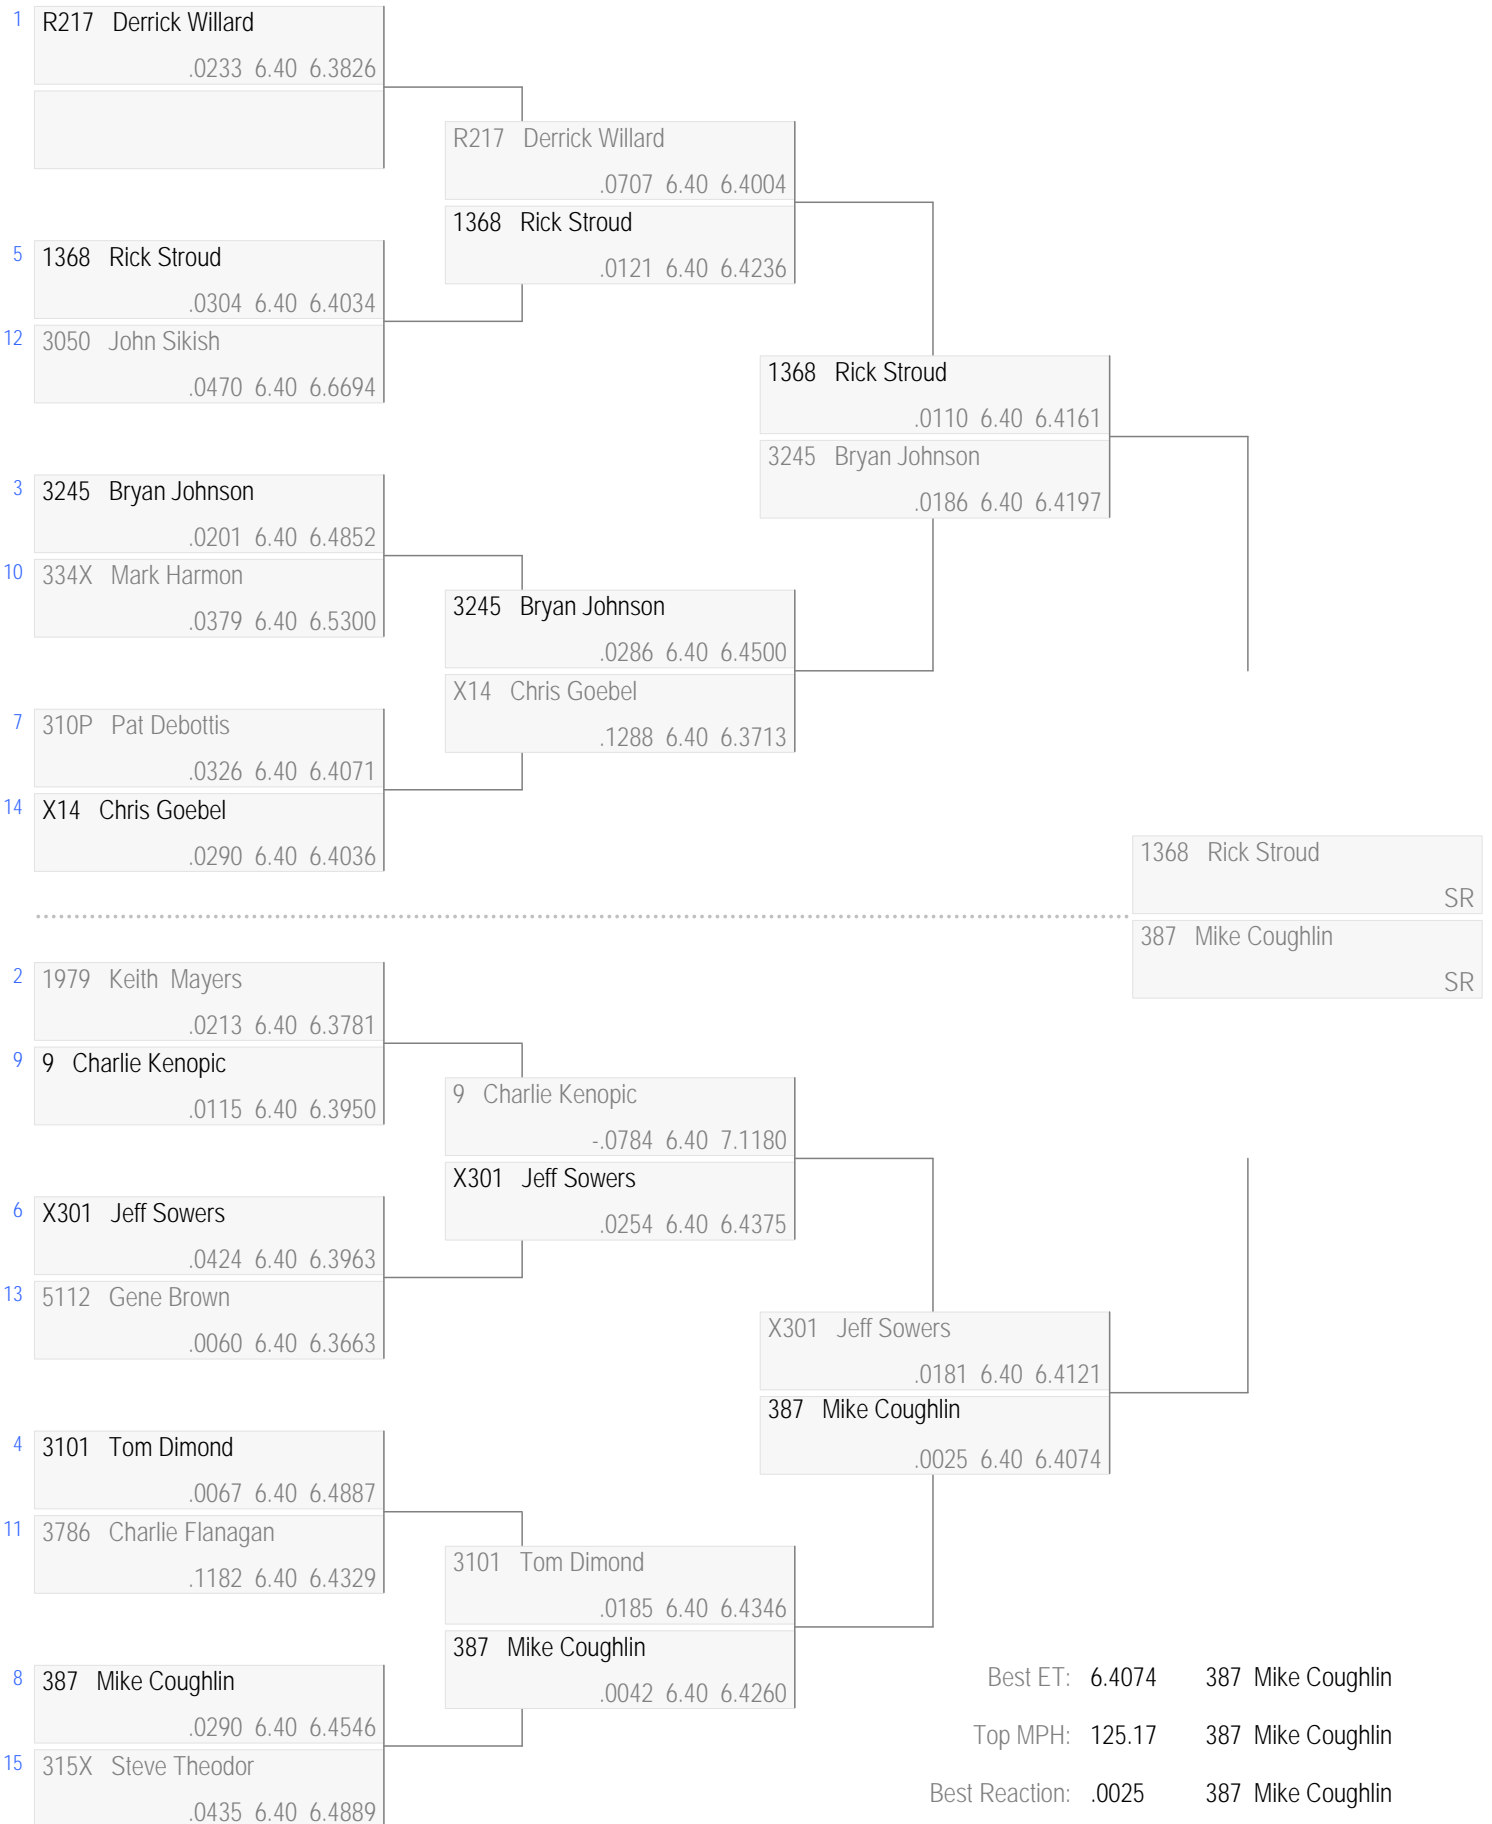 1 R217 Derrick Willard
.0233 6.40 6.3826
R217 Derrick Willard
.0707 6.40 6.4004
1368 Rick Stroud
.0121 6.40 6.4236
5 1368 Rick Stroud
.0304 6.40 6.4034
12 3050 John Sikish
.0470 6.40 6.6694
1368 Rick Stroud
.0110 6.40 6.4161
3245 Bryan Johnson
.0186 6.40 6.4197
3 3245 Bryan Johnson
.0201 6.40 6.4852
10 334X Mark Harmon
.0379 6.40 6.5300
3245 Bryan Johnson
.0286 6.40 6.4500
X14 Chris Goebel
.1288 6.40 6.3713
7 310P Pat Debottis
.0326 6.40 6.4071
14 X14 Chris Goebel
.0290 6.40 6.4036
1368 Rick Stroud
SR
387 Mike Coughlin
SR
2 1979 Keith Mayers
.0213 6.40 6.3781
9 9 Charlie Kenopic
.0115 6.40 6.3950
9 Charlie Kenopic
-.0784 6.40 7.1180
X301 Jeff Sowers
.0254 6.40 6.4375
6 X301 Jeff Sowers
.0424 6.40 6.3963
13 5112 Gene Brown
.0060 6.40 6.3663
X301 Jeff Sowers
.0181 6.40 6.4121
387 Mike Coughlin
.0025 6.40 6.4074
4 3101 Tom Dimond
.0067 6.40 6.4887
11 3786 Charlie Flanagan
.1182 6.40 6.4329
3101 Tom Dimond
.0185 6.40 6.4346
387 Mike Coughlin
.0042 6.40 6.4260
8 387 Mike Coughlin
.0290 6.40 6.4546
15 315X Steve Theodor
.0435 6.40 6.4889
Best ET: 6.4074 387 Mike Coughlin
Top MPH: 125.17 387 Mike Coughlin
Best Reaction: .0025 387 Mike Coughlin